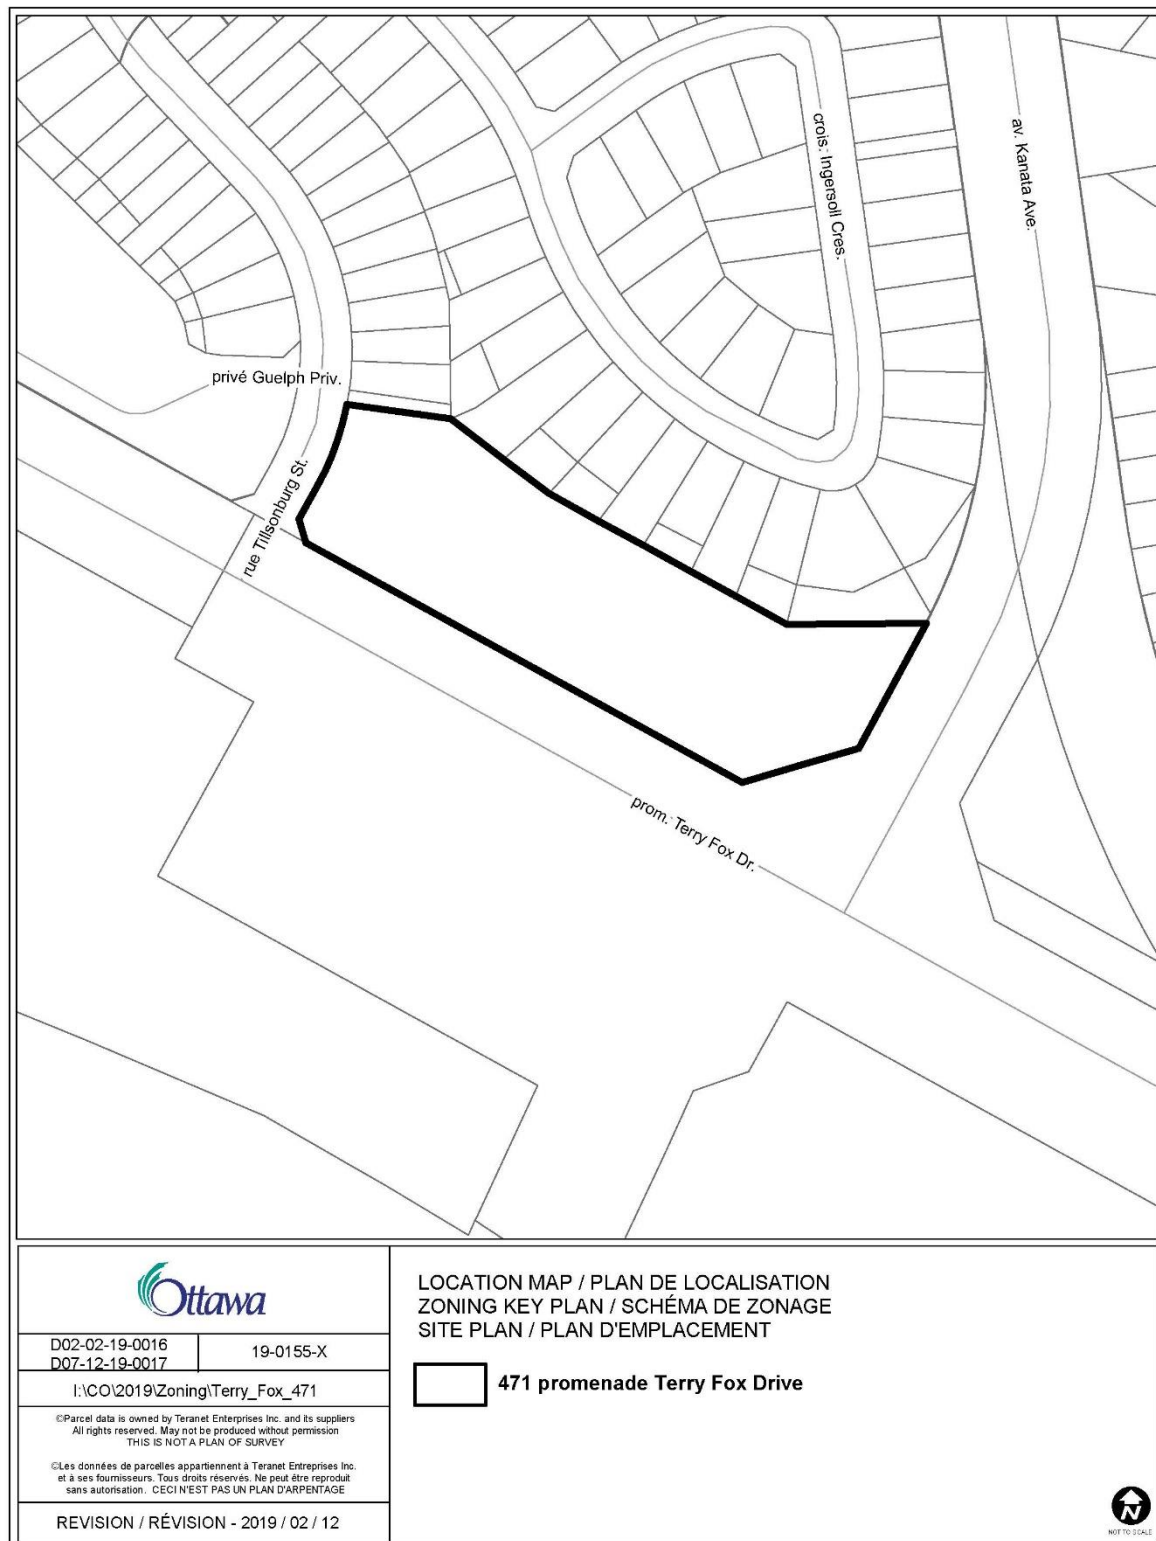 crois. Ingersoll Cres.
av. Kanata Ave.
privé Guelph Priv.
rue Tillsonburg St.
prom. Terry Fox Dr.
Ottawa
D02-02-19-0016
D07-12-19-0017
19-0155-X
I:\CO\2019\Zoning\Terry_Fox_471
©Parcel data is owned by Teranet Enterprises Inc. and its suppliers
All rights reserved. May not be produced without permission
THIS IS NOT A PLAN OF SURVEY
©Les données de parcelles appartiennent à Teranet Entreprises Inc.
et à ses fournisseurs. Tous droits réservés. Ne peut être reproduit
sans autorisation. CECI N'EST PAS UN PLAN D'ARPENTAGE
REVISION / RÉVISION - 2019 / 02 / 12
LOCATION MAP / PLAN DE LOCALISATION
ZONING KEY PLAN / SCHÉMA DE ZONAGE
SITE PLAN / PLAN D'EMPLACEMENT
471 promenade Terry Fox Drive
N
NOT TO SCALE